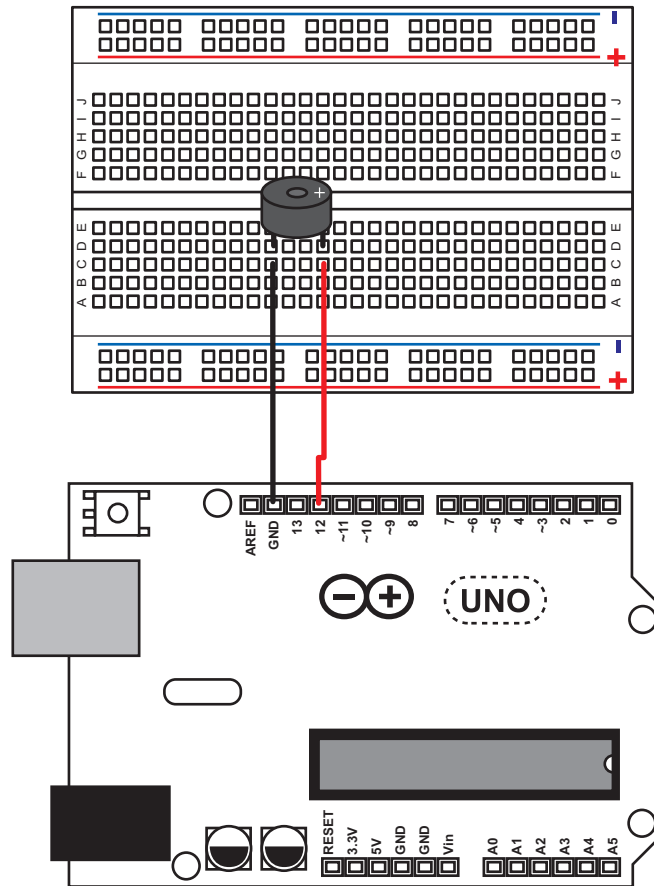 -
+
J J
I I
H H
G G
F F
+
E E
D D
C C
B B
A A
-
+
AREF GND 13 12 ~11 ~10 ~9 8 7 ~6 ~5 4 ~3 2 1 0
UNO
RESET 3.3V 5V GND GND Vin A0 A1 A2 A3 A4 A5